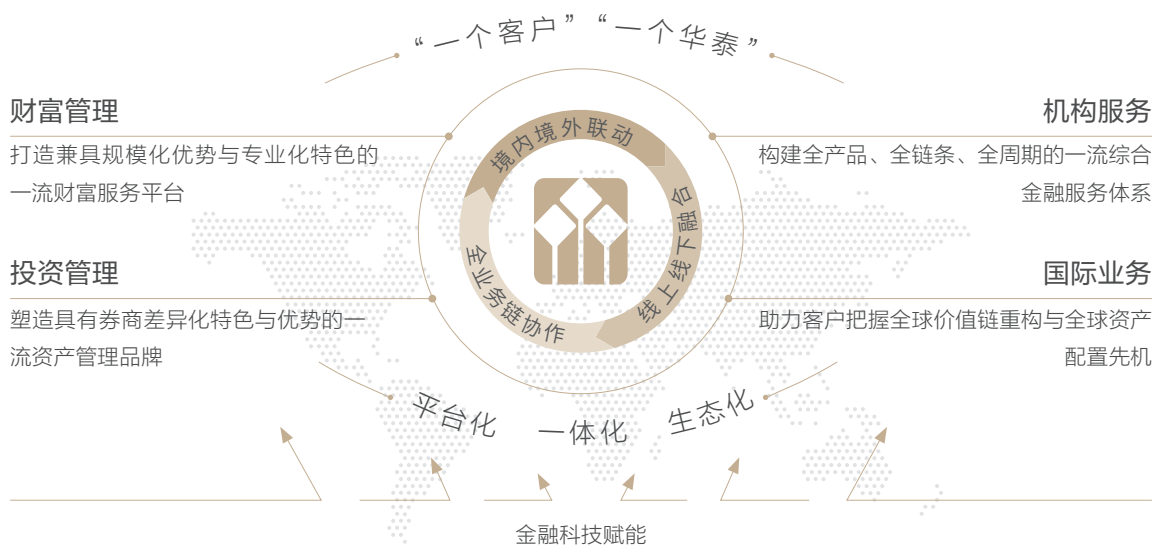 “一个客户”“一个华泰”
财富管理
打造兼具规模化优势与专业化特色的
一流财富服务平台
机构服务
构建全产品、全链条、全周期的一流综合
金融服务体系
境内境外联动
线上线下融合
全业务链协作
投资管理
塑造具有券商差异化特色与优势的一
流资产管理品牌
国际业务
助力客户把握全球价值链重构与全球资产
配置先机
平台化 一体化 生态化
金融科技赋能